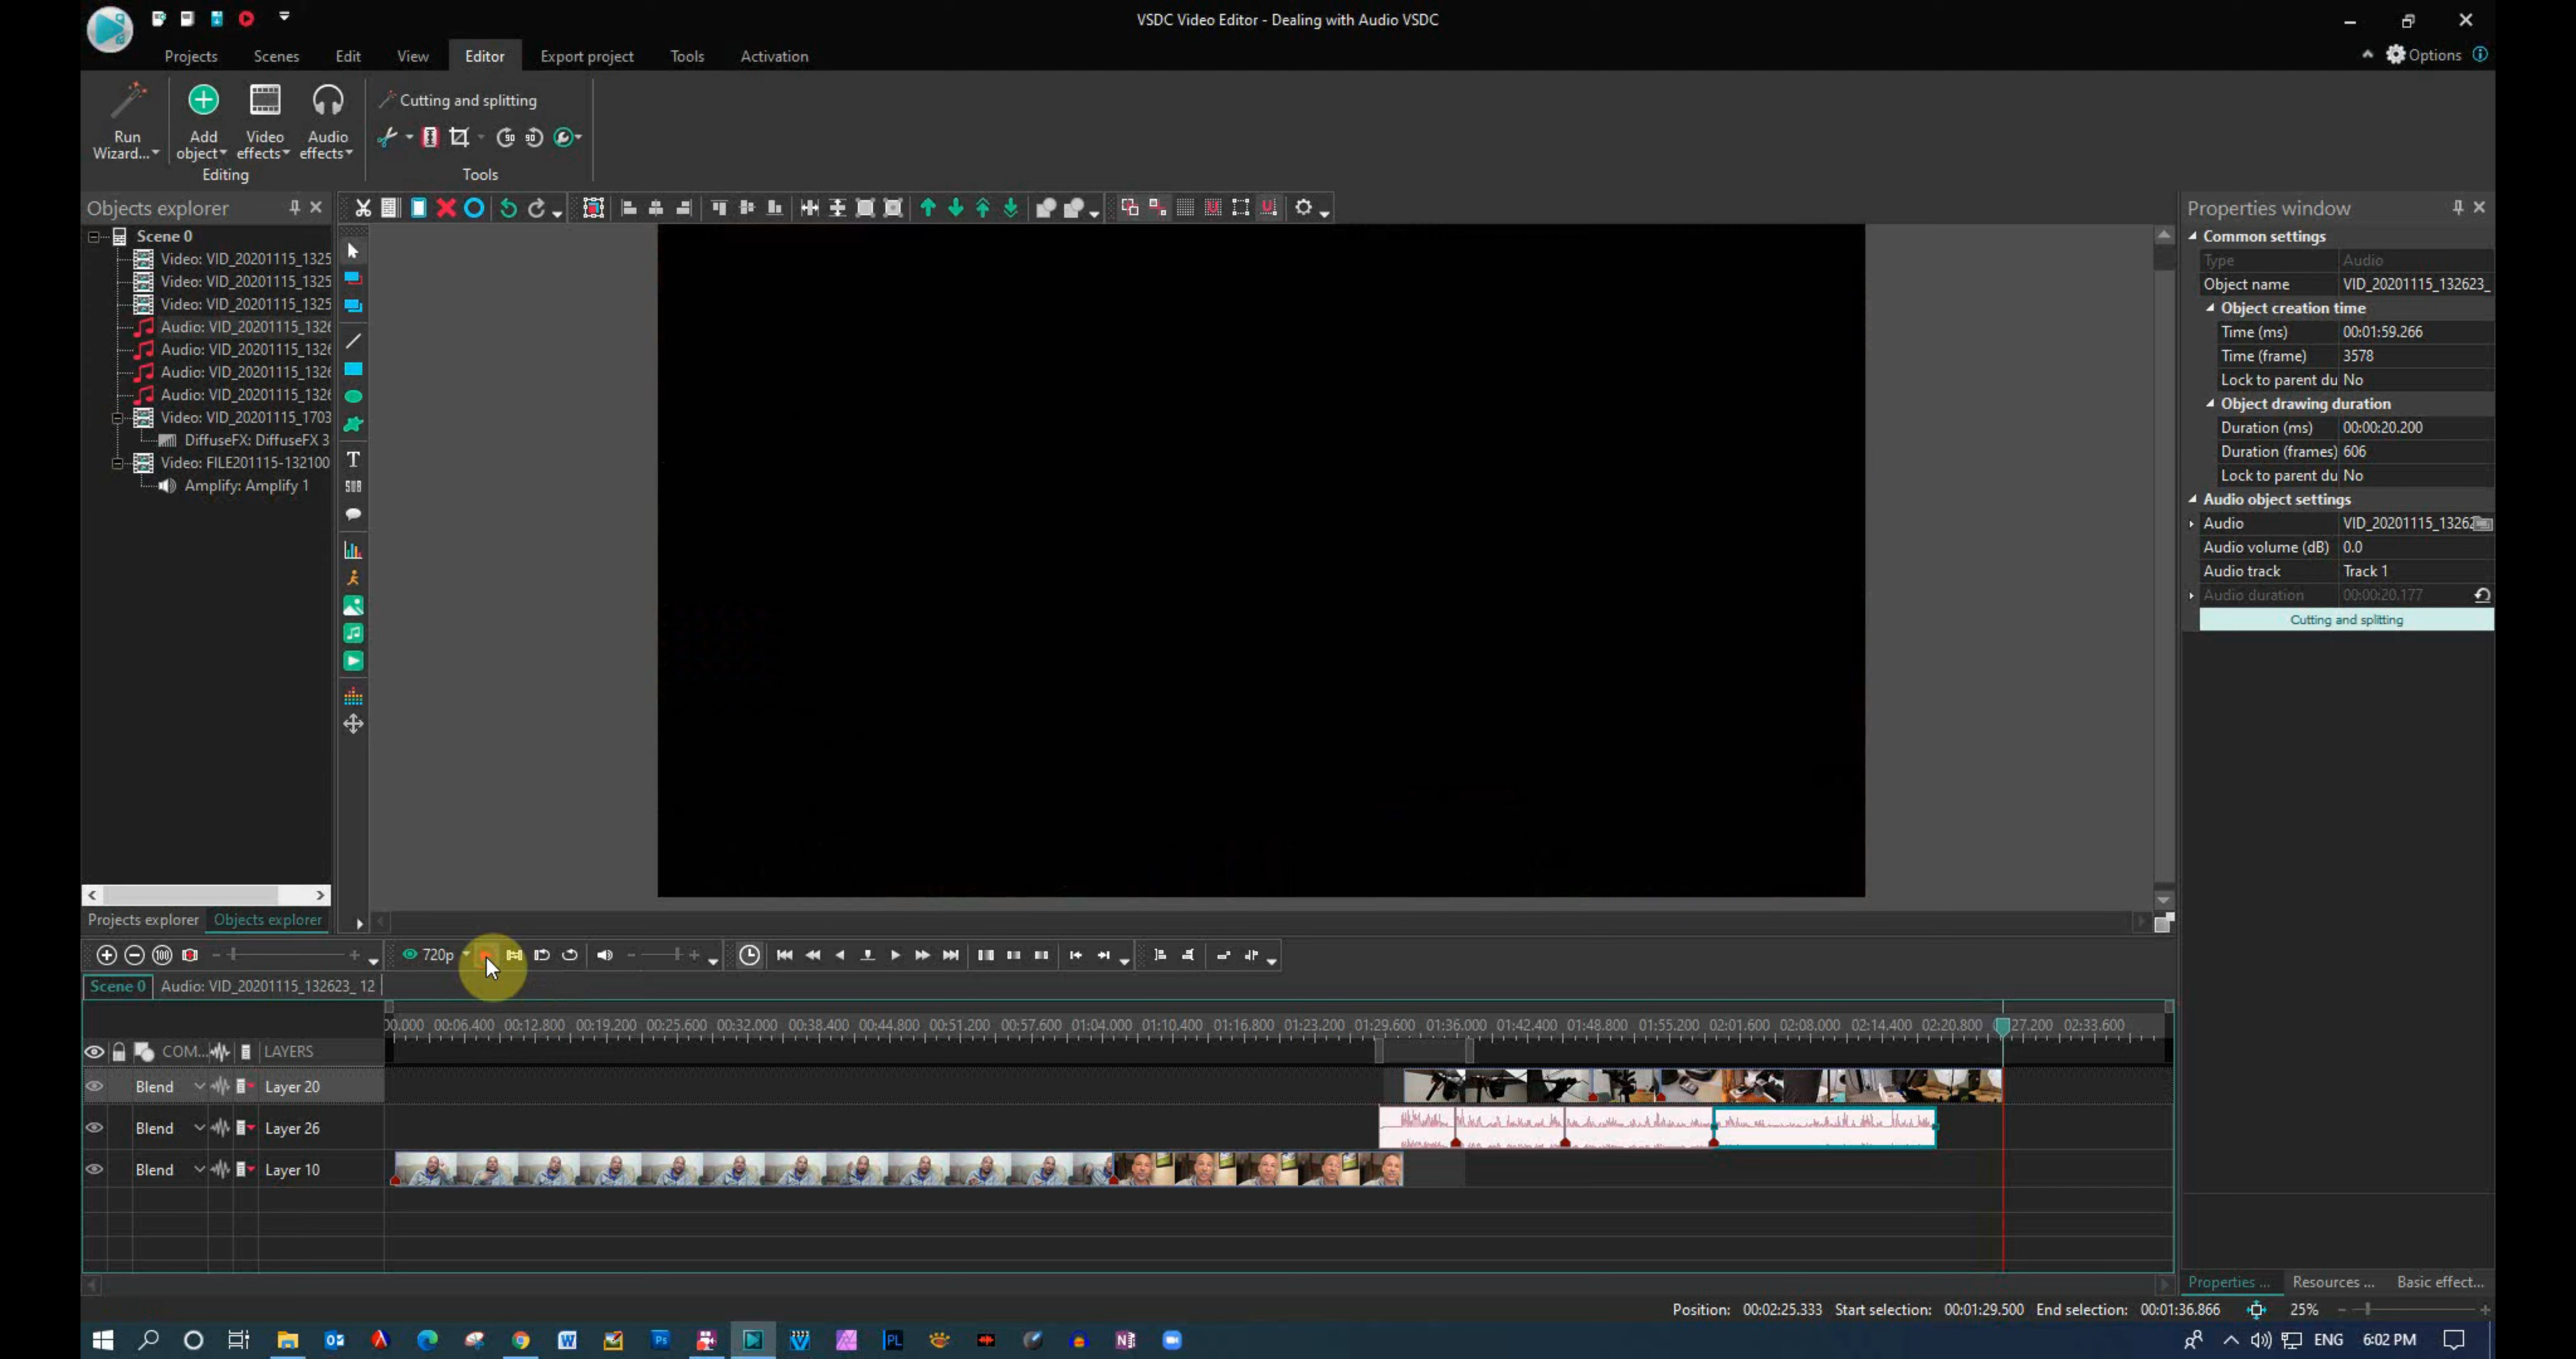 VSDC Video Editor - Dealing with Audio VSDC
Projects Scenes Edit View Editor Export project Tools Activation
Options
Run Wizard...
Add object
Video effects
Audio effects
Cutting and splitting
Editing
Tools
Objects explorer
Scene 0
Video: VID_20201115_1325
Video: VID_20201115_1325
Video: VID_20201115_1325
Audio: VID_20201115_1326
Audio: VID_20201115_1326
Audio: VID_20201115_1326
Audio: VID_20201115_1326
Video: VID_20201115_1703
DiffuseFX: DiffuseFX 3
Video: FILE201115-132100
Amplify: Amplify 1
Projects explorer Objects explorer
T
SUB
Properties window
Common settings
Type Audio
Object name VID_20201115_132623_
Object creation time
Time (ms) 00:01:59.266
Time (frame) 3578
Lock to parent du No
Object drawing duration
Duration (ms) 00:00:20.200
Duration (frames) 606
Lock to parent du No
Audio object settings
Audio VID_20201115_1326
Audio volume (dB) 0.0
Audio track Track 1
Audio duration 00:00:20.177
Cutting and splitting
720p
Scene 0 Audio: VID_20201115_132623_ 12
00.000 00:06.400 00:12.800 00:19.200 00:25.600 00:32.000 00:38.400 00:44.800 00:51.200 00:57.600 01:04.000 01:10.400 01:16.800 01:23.200 01:29.600 01:36.000 01:42.400 01:48.800 01:55.200 02:01.600 02:08.000 02:14.400 02:20.800 27.200 02:33.600
COM... LAYERS
Blend Layer 20
Blend Layer 26
Blend Layer 10
Properties ... Resources ... Basic effect...
Position: 00:02:25.333 Start selection: 00:01:29.500 End selection: 00:01:36.866 25%
ENG 6:02 PM